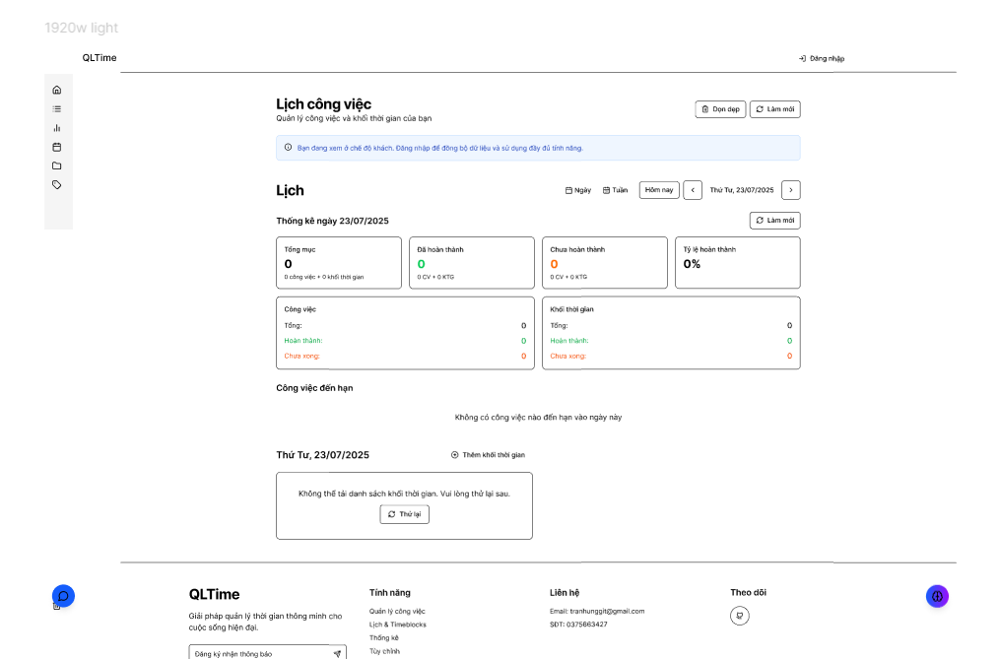 1920w light
QLTime
Đăng nhập
Lịch công việc
Quản lý công việc và khối thời gian của bạn
Dọn dẹp
Làm mới
Bạn đang xem ở chế độ khách. Đăng nhập để đồng bộ dữ liệu và sử dụng đầy đủ tính năng.
Lịch
Ngày
Tuần
Hôm nay
Thứ Tư, 23/07/2025
Thống kê ngày 23/07/2025
Làm mới
Tổng mục
0
0 công việc + 0 khối thời gian
Đã hoàn thành
0
0 CV + 0 KTG
Chưa hoàn thành
0
0 CV + 0 KTG
Tỷ lệ hoàn thành
0%
Công việc
Tổng: 0
Hoàn thành: 0
Chưa xong: 0
Khối thời gian
Tổng: 0
Hoàn thành: 0
Chưa xong: 0
Công việc đến hạn
Không có công việc nào đến hạn vào ngày này
Thứ Tư, 23/07/2025
Thêm khối thời gian
Không thể tải danh sách khối thời gian. Vui lòng thử lại sau.
Thử lại
QLTime
Giải pháp quản lý thời gian thông minh cho
cuộc sống hiện đại.
Đăng ký nhận thông báo
Tính năng
Quản lý công việc
Lịch & Timeblocks
Thống kê
Tùy chỉnh
Liên hệ
Email: tranhunggit@gmail.com
SĐT: 0375663427
Theo dõi